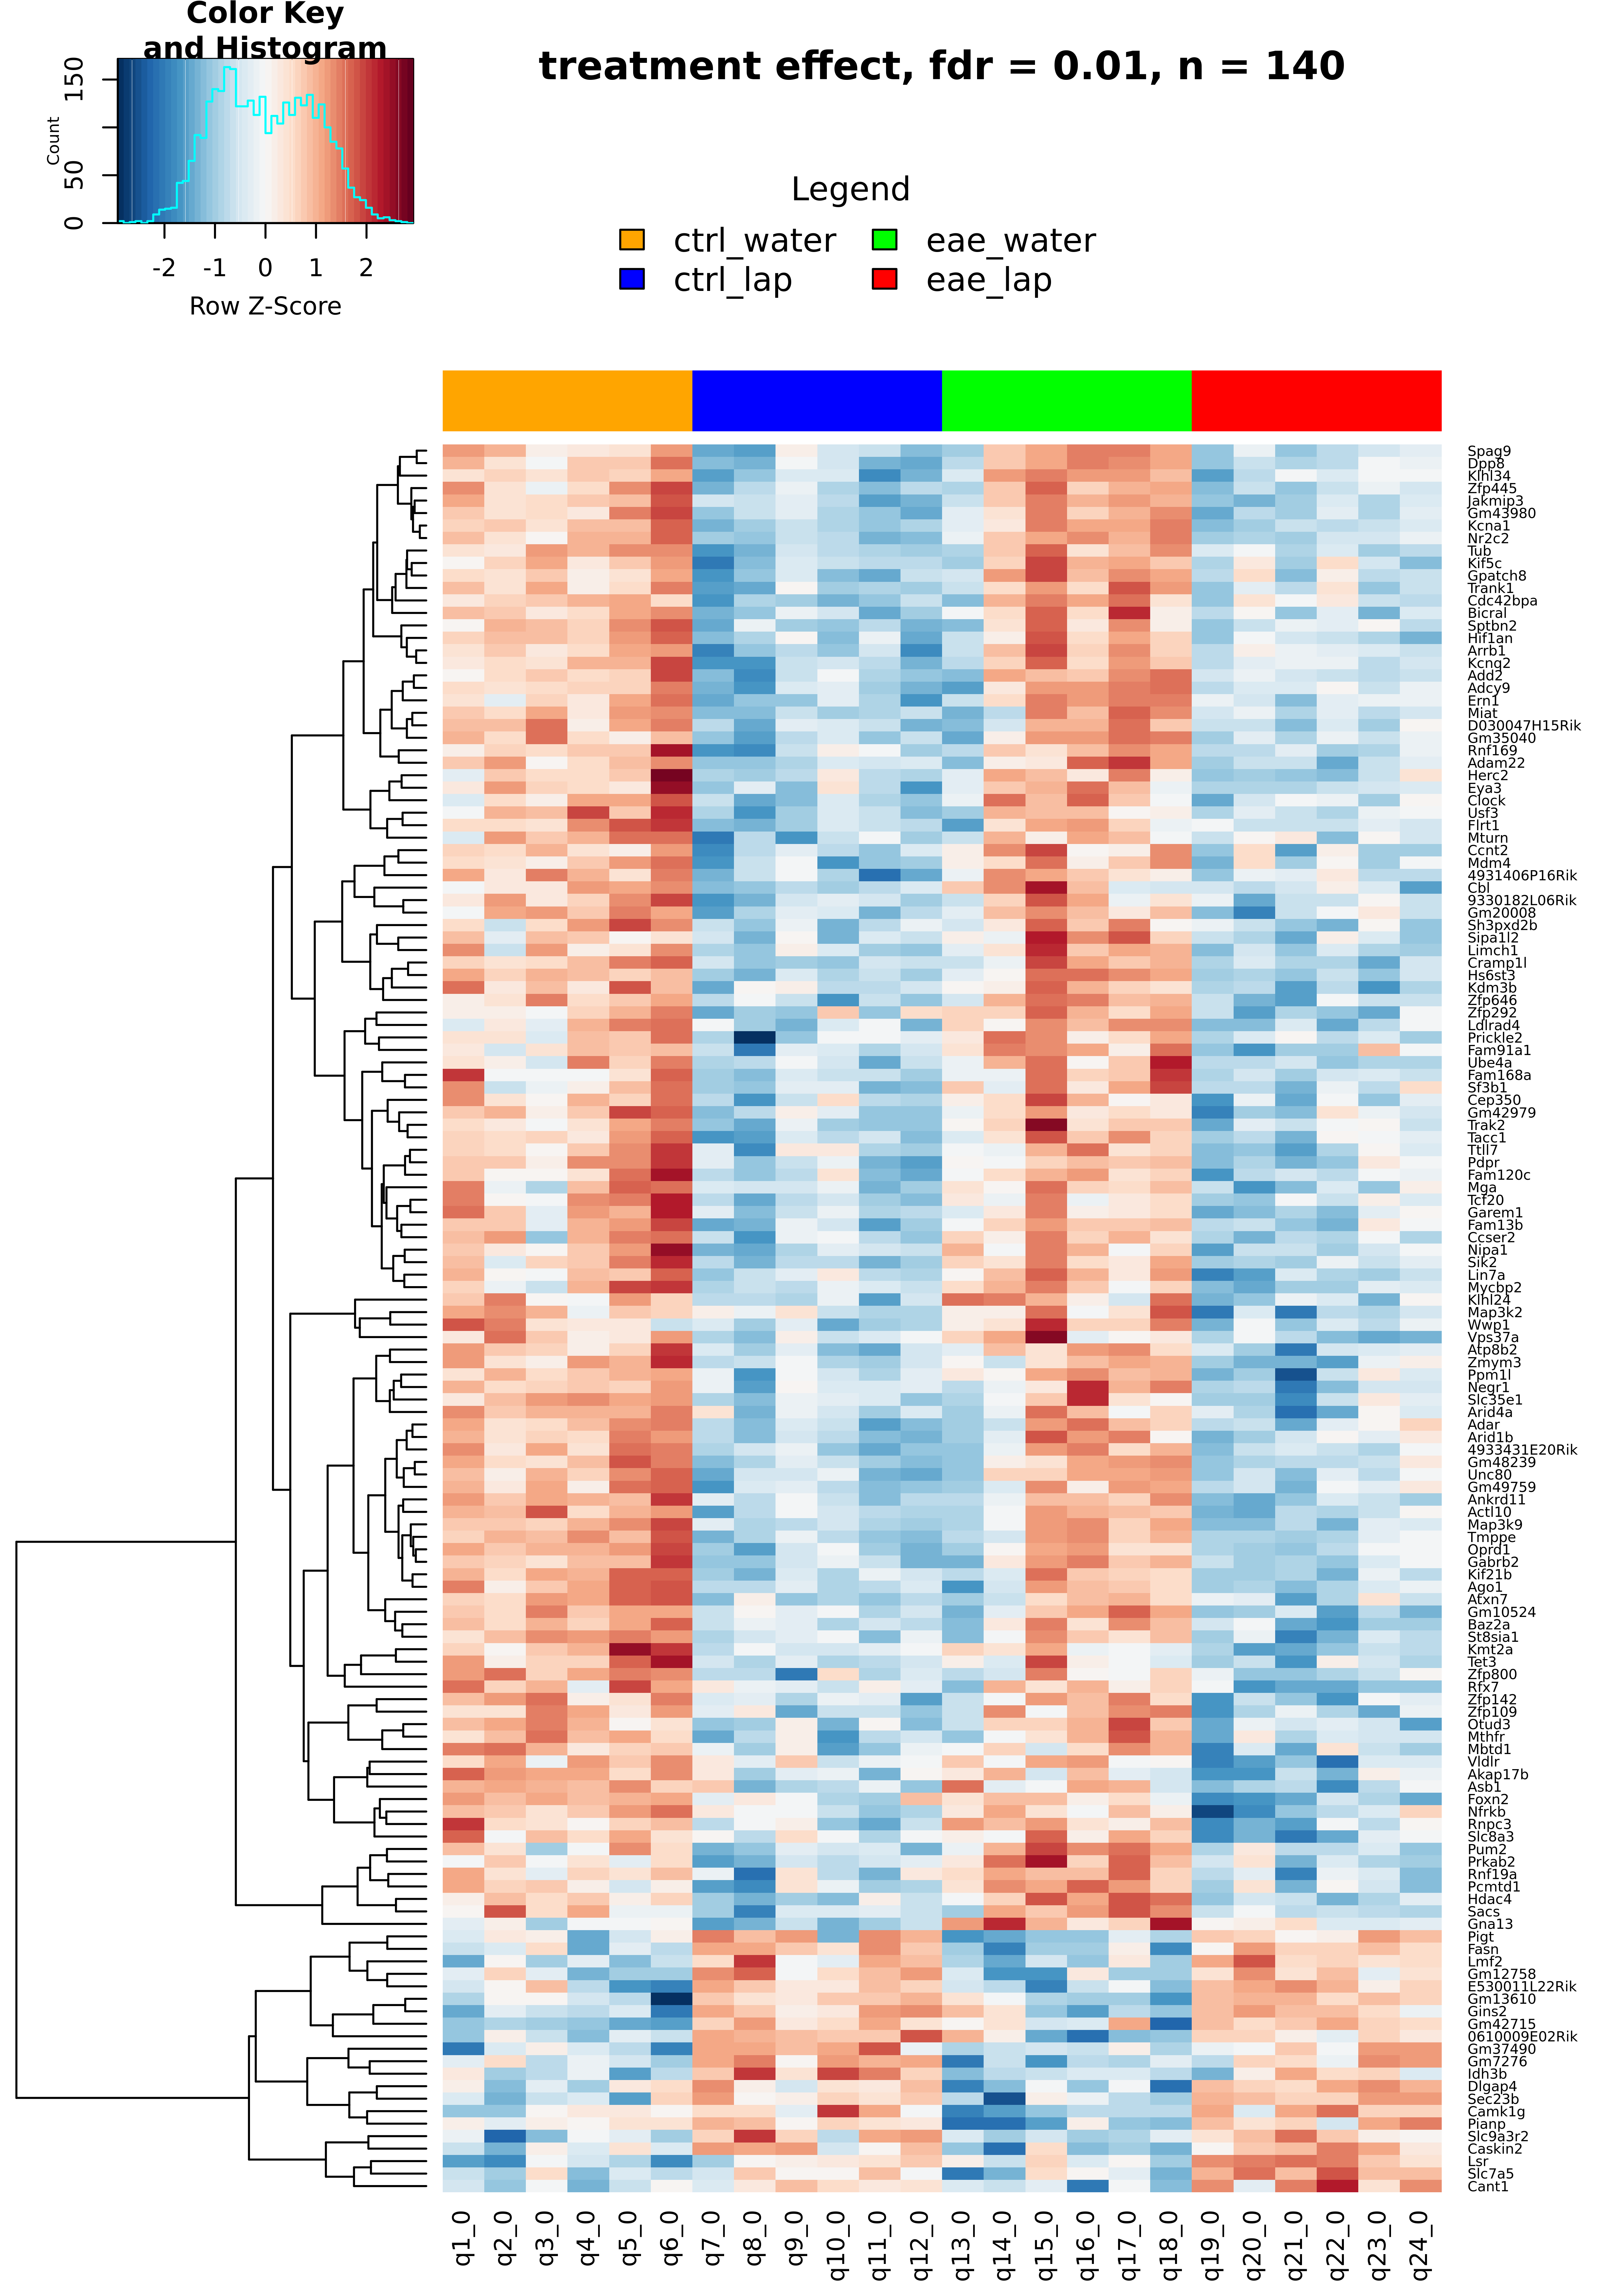 Color Key
and Histogram
Count
0
50
150
-2 -1 0 1 2
Row Z-Score
treatment effect, fdr = 0.01, n = 140
Legend
ctrl_water eae_water
ctrl_lap eae_lap
Spag9
Dpp8
Klhl34
Zfp445
Jakmip3
Gm43980
Kcna1
Nr2c2
Tub
Kif5c
Gpatch8
Trank1
Cdc42bpa
Bicral
Sptbn2
Hif1an
Arrb1
Kcnq2
Add2
Adcy9
Ern1
Miat
D030047H15Rik
Gm35040
Rnf169
Adam22
Herc2
Eya3
Clock
Usf3
Flrt1
Mturn
Ccnt2
Mdm4
4931406P16Rik
Cbl
9330182L06Rik
Gm20008
Sh3pxd2b
Sipa1l2
Limch1
Cramp1l
Hs6st3
Kdm3b
Zfp646
Zfp292
Ldlrad4
Prickle2
Fam91a1
Ube4a
Fam168a
Sf3b1
Cep350
Gm42979
Trak2
Tacc1
Ttll7
Pdpr
Fam120c
Mga
Tcf20
Garem1
Fam13b
Ccser2
Nipa1
Sik2
Lin7a
Mycbp2
Klhl24
Map3k2
Wwp1
Vps37a
Atp8b2
Zmym3
Ppm1l
Negr1
Slc35e1
Arid4a
Adar
Arid1b
4933431E20Rik
Gm48239
Unc80
Gm49759
Ankrd11
Actl10
Map3k9
Tmppe
Oprd1
Gabrb2
Kif21b
Ago1
Atxn7
Gm10524
Baz2a
St8sia1
Kmt2a
Tet3
Zfp800
Rfx7
Zfp142
Zfp109
Otud3
Mthfr
Mbtd1
Vldlr
Akap17b
Asb1
Foxn2
Nfrkb
Rnpc3
Slc8a3
Pum2
Prkab2
Rnf19a
Pcmtd1
Hdac4
Sacs
Gna13
Pigt
Fasn
Lmf2
Gm12758
E530011L22Rik
Gm13610
Gins2
Gm42715
0610009E02Rik
Gm37490
Gm7276
Idh3b
Dlgap4
Sec23b
Camk1g
Pianp
Slc9a3r2
Caskin2
Lsr
Slc7a5
Cant1
q1_0 q2_0 q3_0 q4_0 q5_0 q6_0 q7_0 q8_0 q9_0 q10_0 q11_0 q12_0 q13_0 q14_0 q15_0 q16_0 q17_0 q18_0 q19_0 q20_0 q21_0 q22_0 q23_0 q24_0